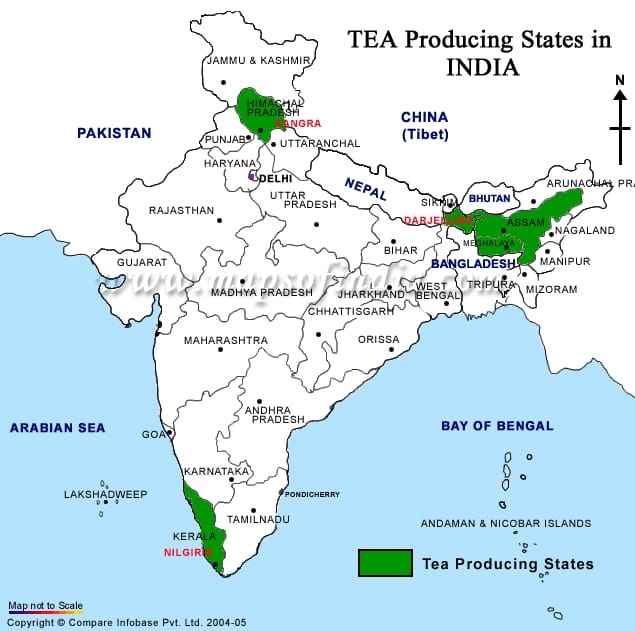 TEA Producing States in
INDIA
JAMMU & KASHMIR
N
HIMACHAL
PRADESH
KANGRA
CHINA
(Tibet)
PAKISTAN
PUNJAB
UTTARANCHAL
HARYANA
DELHI
NEPAL
UTTAR
PRADESH
RAJASTHAN
SIKKIM
BHUTAN
ARUNACHAL PRA
DARJEELING
ASSAM
NAGALAND
MEGHALAYA
BIHAR
BANGLADESH
MANIPUR
GUJARAT
www.mapsofindia.com
MADHYA PRADESH
JHARKHAND
WEST
BENGAL
TRIPURA
MIZORAM
CHHATTISGARH
MAHARASHTRA
ORISSA
ANDHRA
PRADESH
ARABIAN SEA
BAY OF BENGAL
GOA
KARNATAKA
LAKSHADWEEP
PONDICHERRY
TAMILNADU
ANDAMAN & NICOBAR ISLANDS
KERALA
NILGIRIS
Tea Producing States
Map not to Scale
Copyright © Compare Infobase Pvt. Ltd. 2004-05